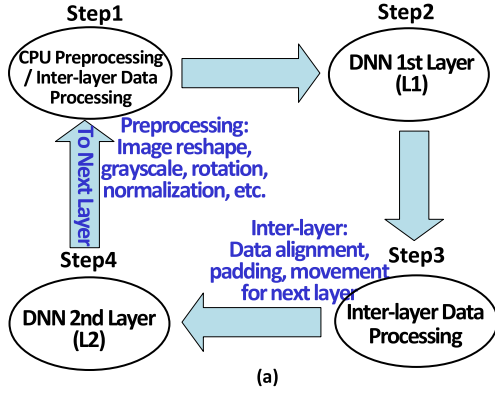 Step1
CPU Preprocessing
/ Inter-layer Data
Processing
Step2
DNN 1st Layer
(L1)
To Next Layer
Preprocessing:
Image reshape,
grayscale, rotation,
normalization, etc.
Inter-layer:
Data alignment,
padding, movement
for next layer
Step3
Inter-layer Data
Processing
Step4
DNN 2nd Layer
(L2)
(a)